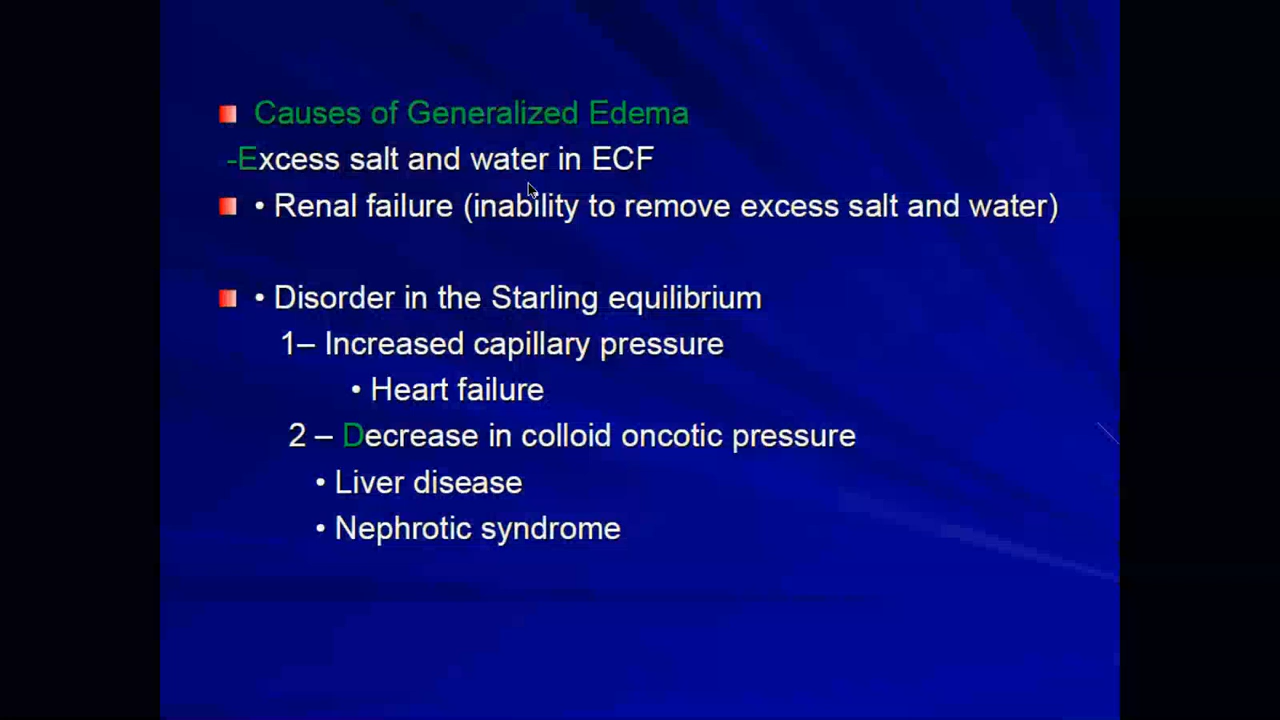 Causes of Generalized Edema
-Excess salt and water in ECF
• Renal failure (inability to remove excess salt and water)
• Disorder in the Starling equilibrium
1– Increased capillary pressure
• Heart failure
2 – Decrease in colloid oncotic pressure
• Liver disease
• Nephrotic syndrome